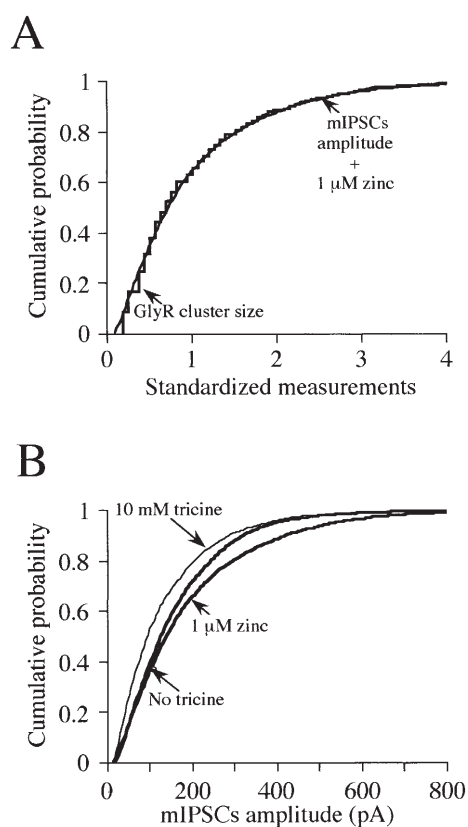 A
Cumulative probability
1
0.8
0.6
0.4
0.2
0
mIPSCs
amplitude
+
1 μM zinc
GlyR cluster size
0 1 2 3 4
Standardized measurements
B
Cumulative probability
1
0.8
0.6
0.4
0.2
0
10 mM tricine
1 μM zinc
No tricine
0 200 400 600 800
mIPSCs amplitude (pA)